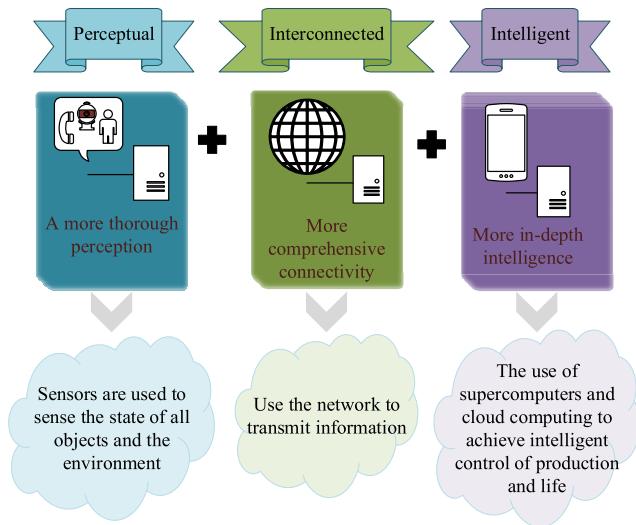 Perceptual
Interconnected
Intelligent
A more thorough
perception
More
comprehensive
connectivity
More in-depth
intelligence
Sensors are used to
sense the state of all
objects and the
environment
Use the network to
transmit information
The use of
supercomputers and
cloud computing to
achieve intelligent
control of production
and life